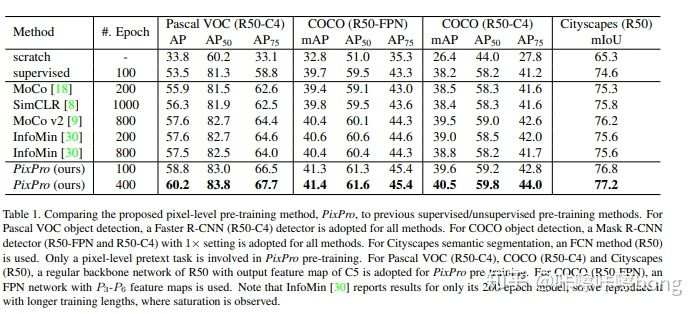 Method #. Epoch Pascal VOC (R50-C4) COCO (R50-FPN) COCO (R50-C4) Cityscapes (R50)
AP AP50 AP75 mAP AP50 AP75 mAP AP50 AP75 mIoU
scratch - 33.8 60.2 33.1 32.8 51.0 35.3 26.4 44.0 27.8 65.3
supervised 100 53.5 81.3 58.8 39.7 59.5 43.3 38.2 58.2 41.2 74.6
MoCo [18] 200 55.9 81.5 62.6 39.4 59.1 43.0 38.5 58.3 41.6 75.3
SimCLR [8] 1000 56.3 81.9 62.5 39.8 59.5 43.6 38.4 58.3 41.6 75.8
MoCo v2 [9] 800 57.6 82.7 64.4 40.4 60.1 44.3 39.5 59.0 42.6 76.2
InfoMin [30] 200 57.6 82.7 64.6 40.6 60.6 44.6 39.0 58.5 42.0 75.6
InfoMin [30] 800 57.5 82.5 64.0 40.4 60.4 44.3 38.8 58.2 41.7 75.6
PixPro (ours) 100 58.8 83.0 66.5 41.3 61.3 45.4 39.6 59.2 42.8 76.8
PixPro (ours) 400 60.2 83.8 67.7 41.4 61.6 45.4 40.5 59.8 44.0 77.2
Table 1. Comparing the proposed pixel-level pre-training method, PixPro, to previous supervised/unsupervised pre-training methods. For
Pascal VOC object detection, a Faster R-CNN (R50-C4) detector is adopted for all methods. For COCO object detection, a Mask R-CNN
detector (R50-FPN and R50-C4) with 1× setting is adopted for all methods. For Cityscapes semantic segmentation, an FCN method (R50)
is used. Only a pixel-level pretext task is involved in PixPro pre-training. For Pascal VOC (R50-C4), COCO (R50-C4) and Cityscapes
(R50), a regular backbone network of R50 with output feature map of C5 is adopted for PixPro pre-training. For COCO (R50-FPN), an
FPN network with P3-P6 feature maps is used. Note that InfoMin [30] reports results for only its 200 epoch model, so we reproduce it
with longer training lengths, where saturation is observed.